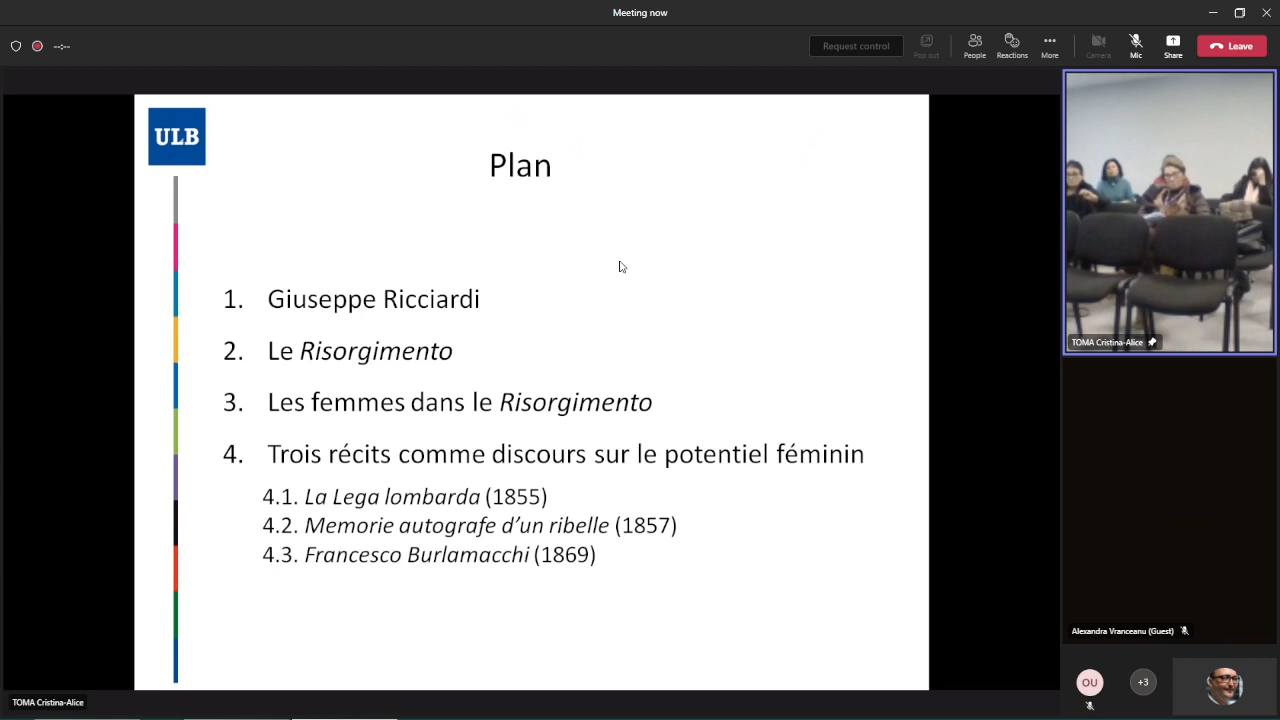 Meeting now
--:--
Request control
Pop out
People
Reactions
More
Camera
Mic
Share
Leave
ULB
Plan
1. Giuseppe Ricciardi
2. Le Risorgimento
3. Les femmes dans le Risorgimento
4. Trois récits comme discours sur le potentiel féminin
4.1. La Lega lombarda (1855)
4.2. Memorie autografe d’un ribelle (1857)
4.3. Francesco Burlamacchi (1869)
TOMA Cristina-Alice
TOMA Cristina-Alice
Alexandra Vranceanu (Guest)
OU
+3